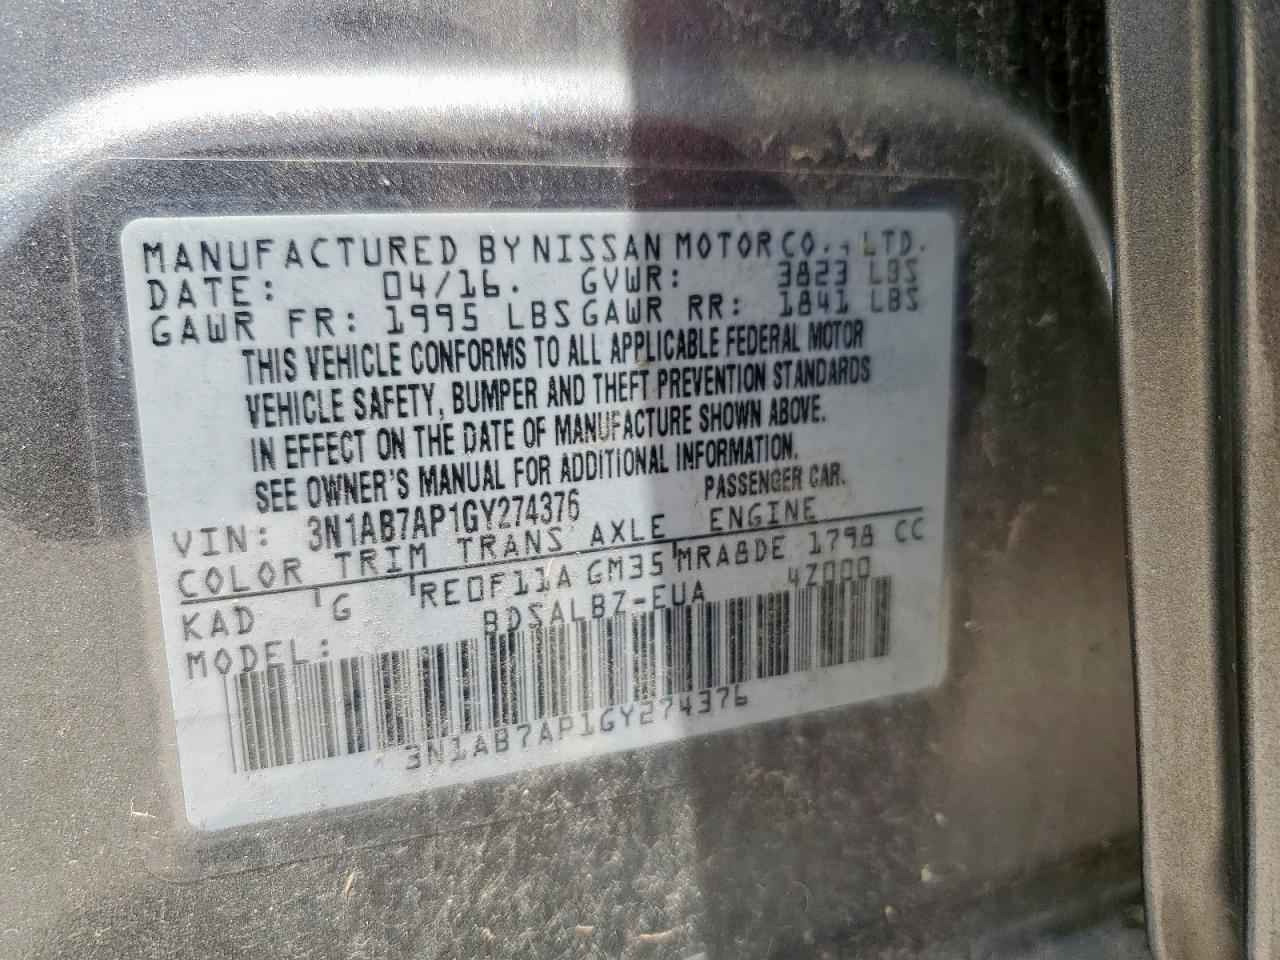 MANUFACTURED BY NISSAN MOTOR CO., LTD.
DATE: 04/16. GVWR: 3823 LBS
GAWR FR: 1995 LBS GAWR RR: 1841 LBS
THIS VEHICLE CONFORMS TO ALL APPLICABLE FEDERAL MOTOR
VEHICLE SAFETY, BUMPER AND THEFT PREVENTION STANDARDS
IN EFFECT ON THE DATE OF MANUFACTURE SHOWN ABOVE.
SEE OWNER'S MANUAL FOR ADDITIONAL INFORMATION.
VIN: 3N1AB7AP1GY274376 PASSENGER CAR.
COLOR TRIM TRANS AXLE ENGINE
KAD G RE0F11A GM35 MRA8DE 1798 CC
MODEL: BDSALBZ-EUA 4Z000
3N1AB7AP1GY274376